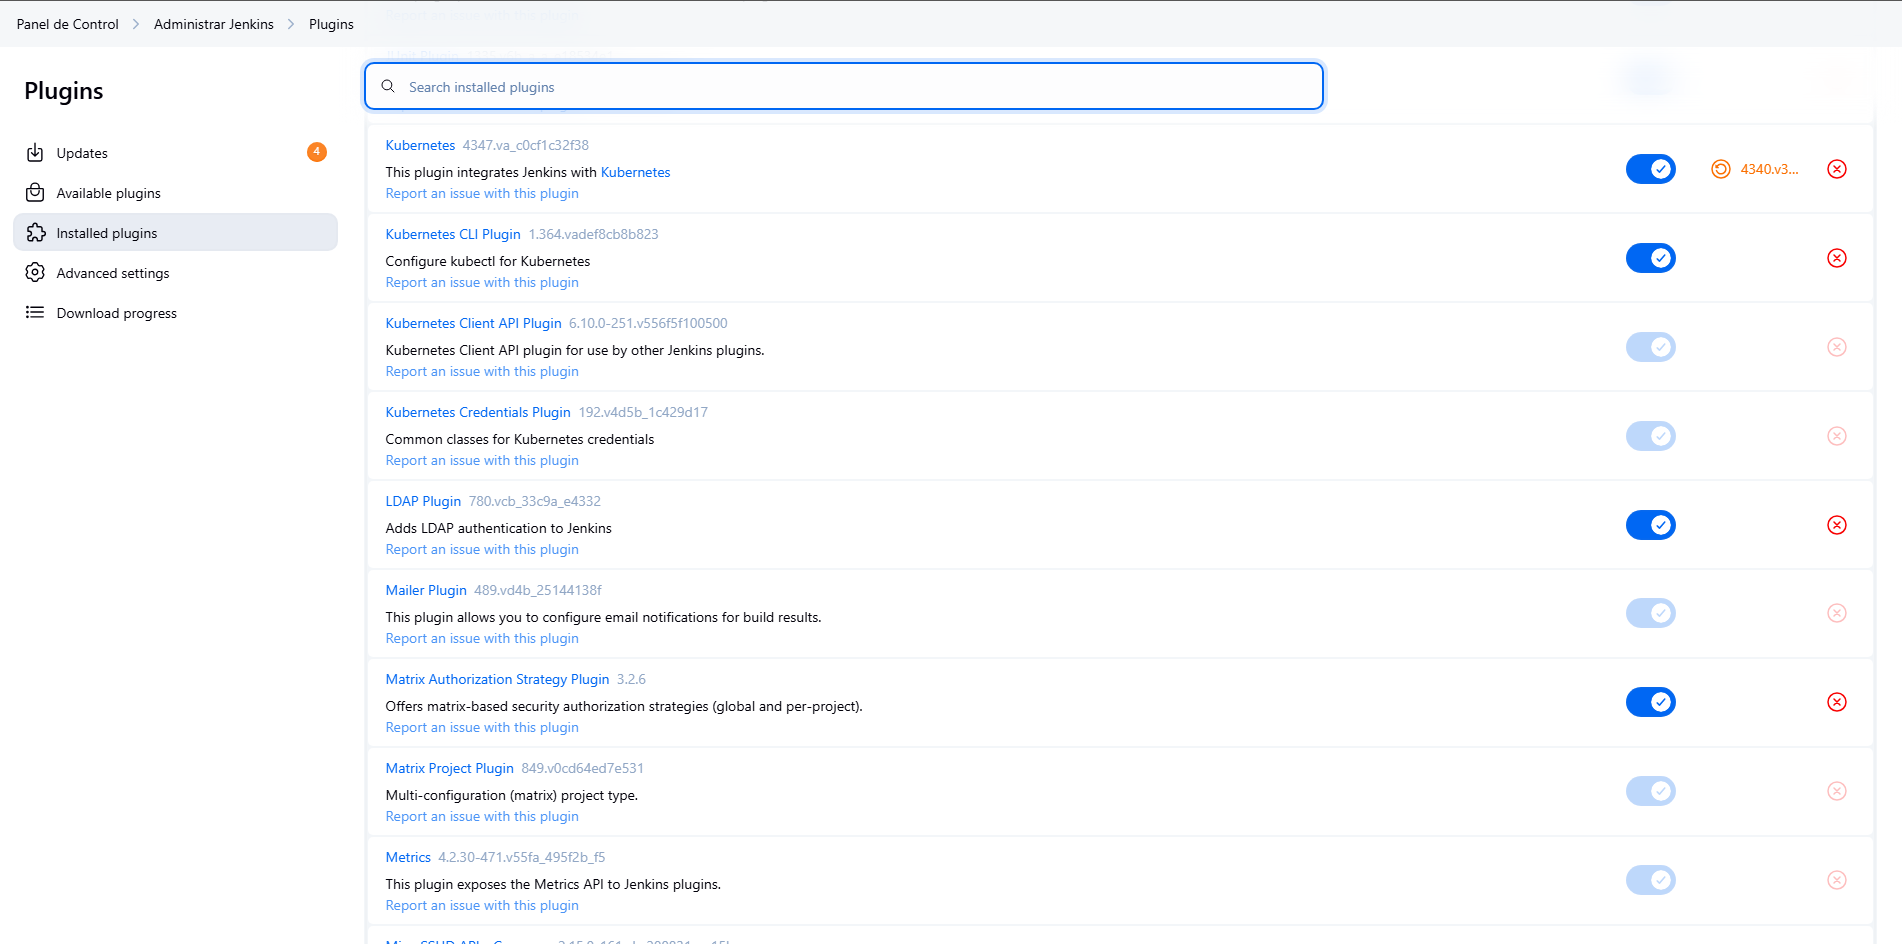 Panel de Control > Administrar Jenkins > Plugins
Plugins
Updates 4
Available plugins
Installed plugins
Advanced settings
Download progress
Search installed plugins
Kubernetes 4347.va_c0cf1c32f38
This plugin integrates Jenkins with Kubernetes
Report an issue with this plugin
4340.v3...
Kubernetes CLI Plugin 1.364.vadef8cb8b823
Configure kubectl for Kubernetes
Report an issue with this plugin
Kubernetes Client API Plugin 6.10.0-251.v556f5f100500
Kubernetes Client API plugin for use by other Jenkins plugins.
Report an issue with this plugin
Kubernetes Credentials Plugin 192.v4d5b_1c429d17
Common classes for Kubernetes credentials
Report an issue with this plugin
LDAP Plugin 780.vcb_33c9a_e4332
Adds LDAP authentication to Jenkins
Report an issue with this plugin
Mailer Plugin 489.vd4b_25144138f
This plugin allows you to configure email notifications for build results.
Report an issue with this plugin
Matrix Authorization Strategy Plugin 3.2.6
Offers matrix-based security authorization strategies (global and per-project).
Report an issue with this plugin
Matrix Project Plugin 849.v0cd64ed7e531
Multi-configuration (matrix) project type.
Report an issue with this plugin
Metrics 4.2.30-471.v55fa_495f2b_f5
This plugin exposes the Metrics API to Jenkins plugins.
Report an issue with this plugin